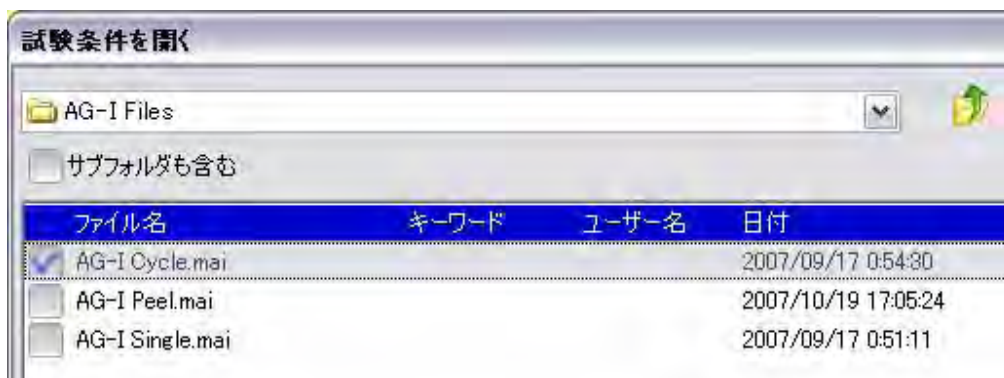 試験条件を開く
AG-I Files
サブフォルダも含む
ファイル名 キーワード ユーザー名 日付
AG-I Cycle.mai 2007/09/17 0:54:30
AG-I Peel.mai 2007/10/19 17:05:24
AG-I Single.mai 2007/09/17 0:51:11